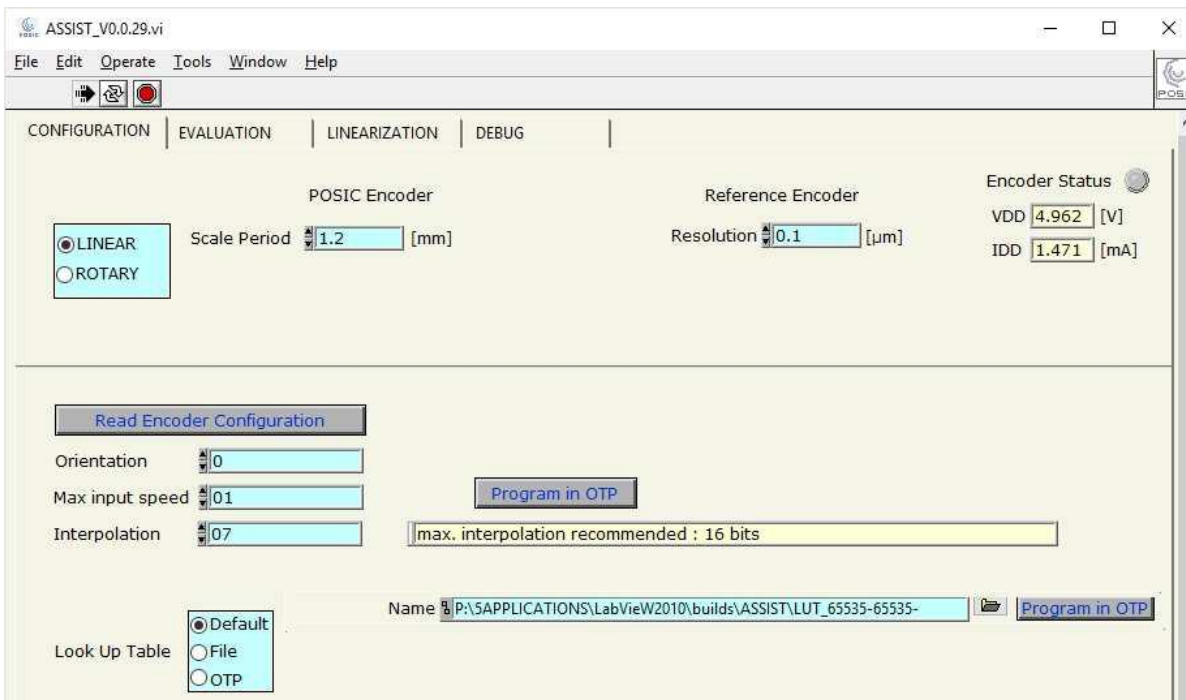 ASSIST_V0.0.29.vi
File Edit Operate Tools Window Help
POSIC
CONFIGURATION EVALUATION LINEARIZATION DEBUG
POSIC Encoder
Reference Encoder
Encoder Status
LINEAR
ROTARY
Scale Period 1.2 [mm]
Resolution 0.1 [µm]
VDD 4.962 [V]
IDD 1.471 [mA]
Read Encoder Configuration
Orientation 0
Max input speed 01
Program in OTP
Interpolation 07
max. interpolation recommended : 16 bits
Name P:\5APPLICATIONS\LabVieW2010\builds\ASSIST\LUT_65535-65535-
Program in OTP
Look Up Table
Default
File
OTP